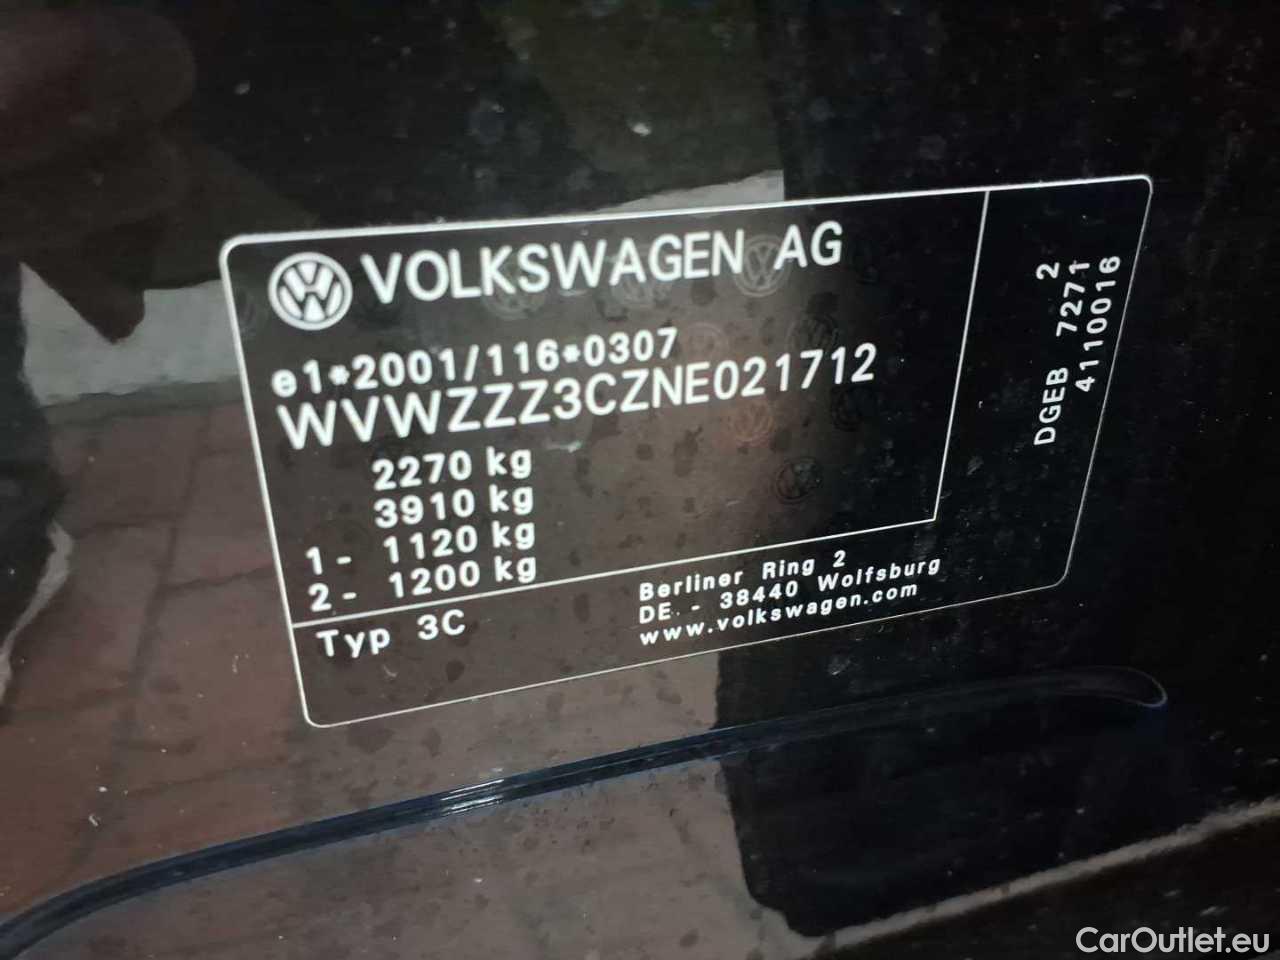 VOLKSWAGEN AG
e1*2001/116*0307
WVWZZZ3CZNE021712
2270 kg
3910 kg
1 - 1120 kg
2 - 1200 kg
Typ 3C
Berliner Ring 2
DE - 38440 Wolfsburg
www.volkswagen.com
2
DGEB 7271
41110016
CarOutlet.eu